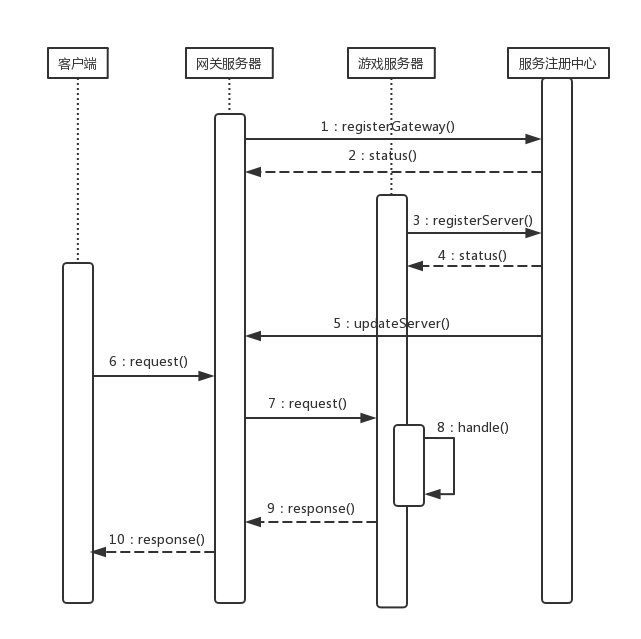 客户端
网关服务器
游戏服务器
服务注册中心
1：registerGateway()
2：status()
3：registerServer()
4：status()
5：updateServer()
6：request()
7：request()
8：handle()
9：response()
10：response()